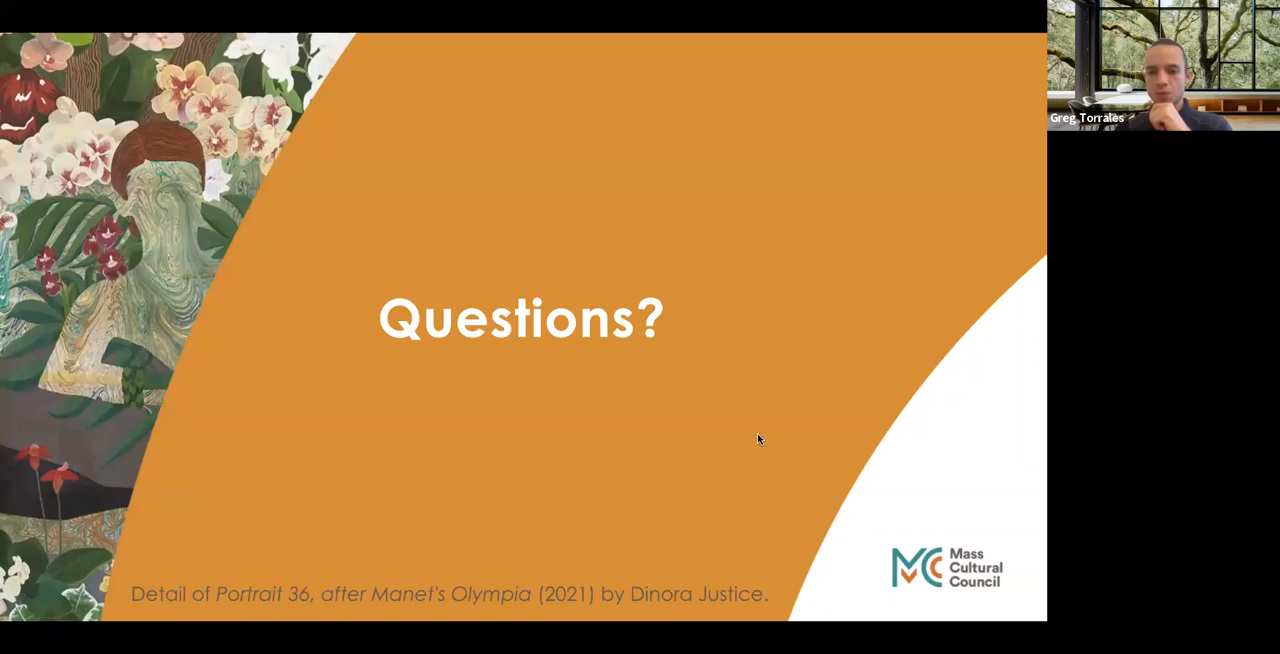 Greg Torrales
Questions?
Mass
Cultural
Council
Detail of Portrait 36, after Manet's Olympia (2021) by Dinora Justice.